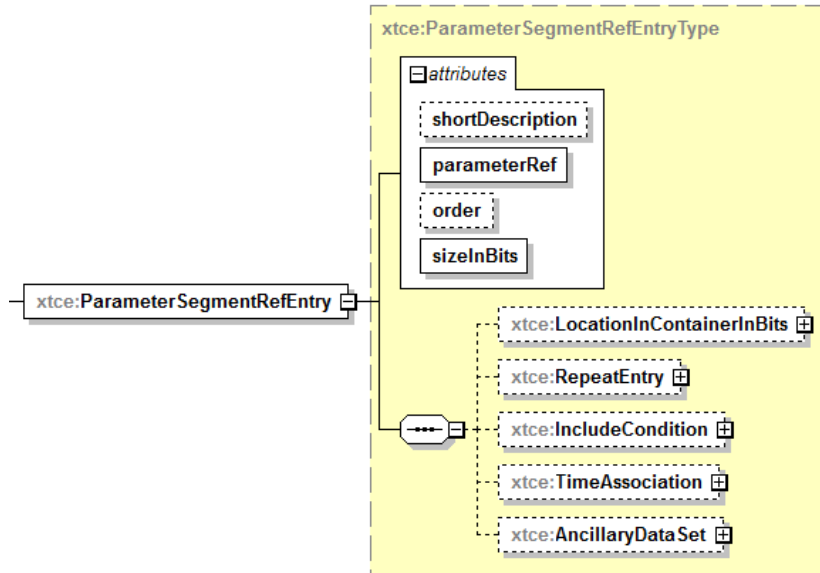 xtce:ParameterSegmentRefEntryType
attributes
shortDescription
parameterRef
order
sizeInBits
xtce:ParameterSegmentRefEntry
xtce:LocationInContainerInBits
xtce:RepeatEntry
xtce:IncludeCondition
xtce:TimeAssociation
xtce:AncillaryDataSet